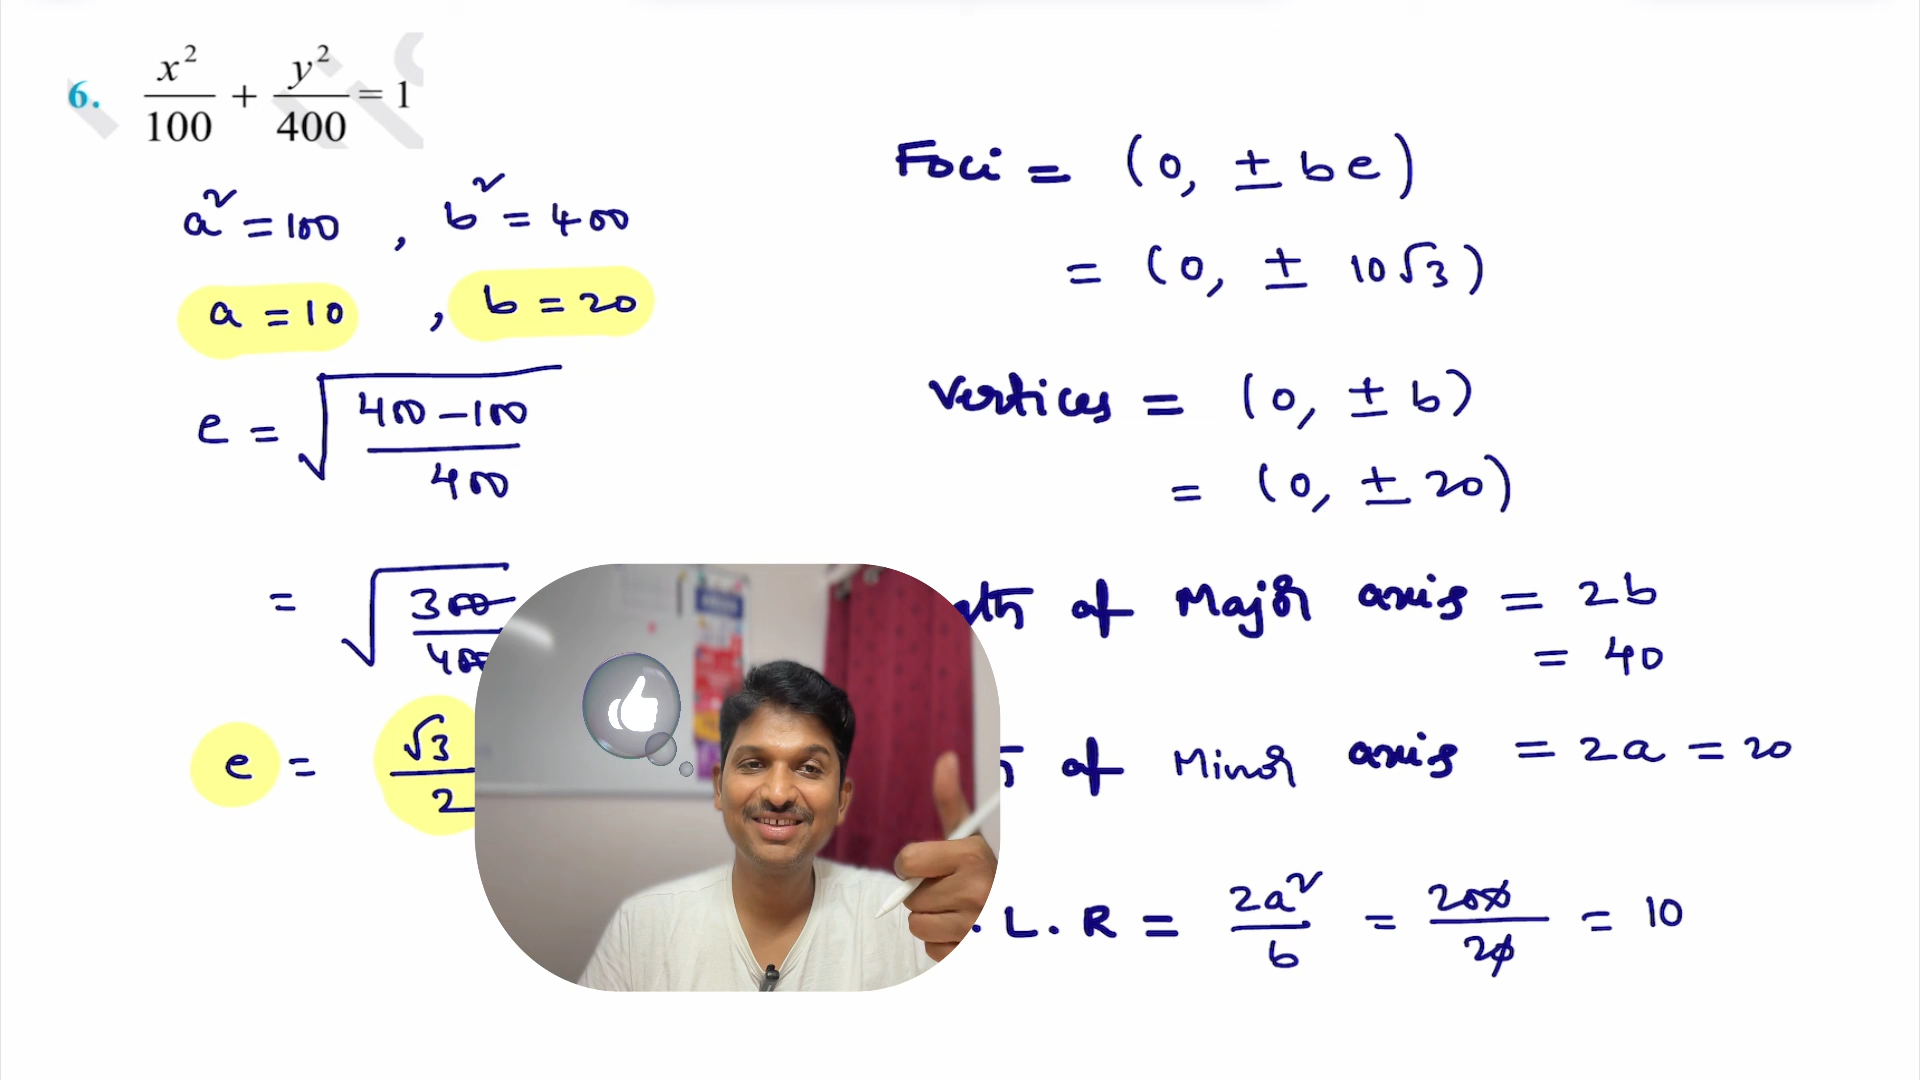 6. x²/100 + y²/400 = 1
a² = 100 , b² = 400
a = 10 , b = 20
e = √((400 - 100)/400)
= √(300/400)
e = √3/2
Foci = (0, ± be)
= (0, ± 10√3)
Vertices = (0, ± b)
= (0, ± 20)
of Major axis = 2b
= 40
of Minor axis = 2a = 20
. L . R = 2a²/b = 200/20 = 10